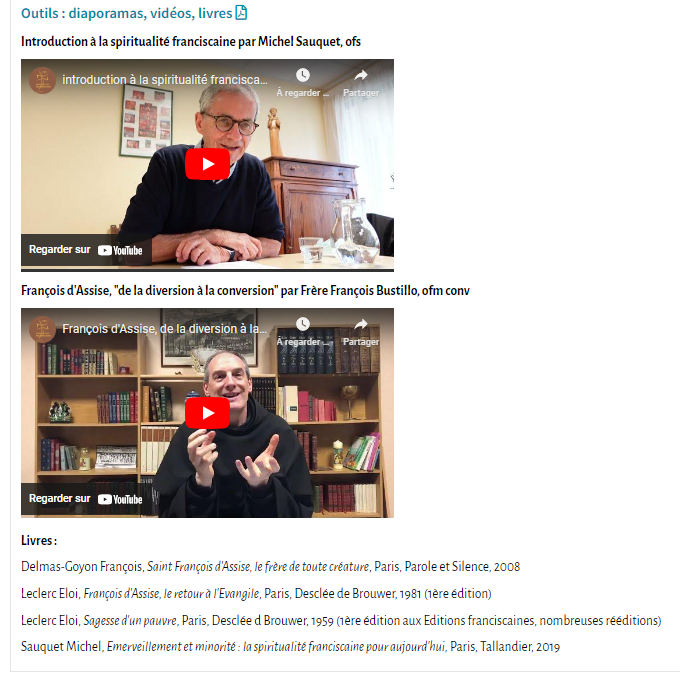 Outils : diaporamas, vidéos, livres
Introduction à la spiritualité franciscaine par Michel Sauquet, ofs
introduction à la spiritualité francisca...
À regarder ...
Partager
Regarder sur YouTube
François d'Assise, "de la diversion à la conversion" par Frère François Bustillo, ofm conv
François d'Assise, de la diversion à la...
À regarder ...
Partager
Regarder sur YouTube
Livres :
Delmas-Goyon François, Saint François d'Assise, le frère de toute créature, Paris, Parole et Silence, 2008
Leclerc Eloi, François d'Assise, le retour à l'Evangile, Paris, Desclée de Brouwer, 1981 (1ère édition)
Leclerc Eloi, Sagesse d'un pauvre, Paris, Desclée d Brouwer, 1959 (1ère édition aux Editions franciscaines, nombreuses rééditions)
Sauquet Michel, Emerveillement et minorité : la spiritualité franciscaine pour aujourd'hui, Paris, Tallandier, 2019